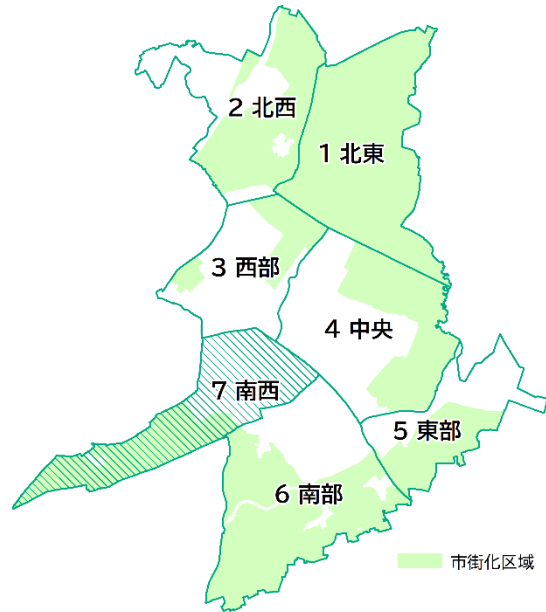 2 北西
1 北東
3 西部
4 中央
7 南西
5 東部
6 南部
市街化区域